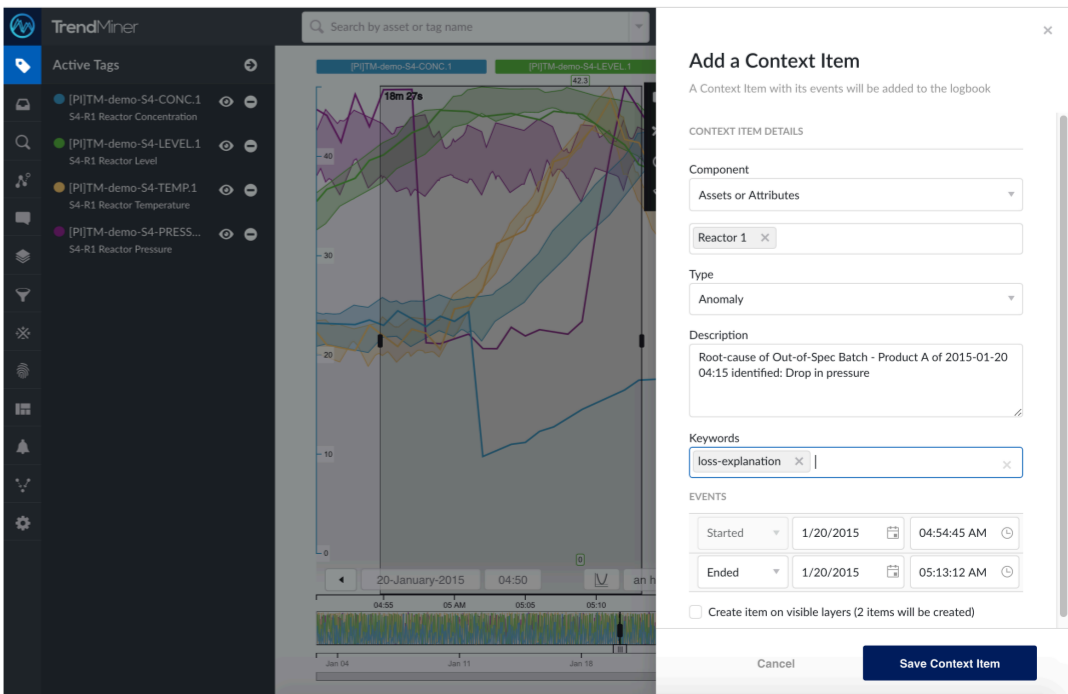 TrendMiner
Search by asset or tag name
Active Tags
[PI]TM-demo-S4-CONC.1
S4-R1 Reactor Concentration
[PI]TM-demo-S4-LEVEL.1
S4-R1 Reactor Level
[PI]TM-demo-S4-TEMP.1
S4-R1 Reactor Temperature
[PI]TM-demo-S4-PRESS...
S4-R1 Reactor Pressure
[PI]TM-demo-S4-CONC.1
[PI]TM-demo-S4-LEVEL.1
42.3
18m 27s
40
30
20
10
0
0
20-January-2015
04:50
an h
04:55
05 AM
05:05
05:10
Jan 04
Jan 11
Jan 18
Add a Context Item
A Context Item with its events will be added to the logbook
CONTEXT ITEM DETAILS
Component
Assets or Attributes
Reactor 1
Type
Anomaly
Description
Root-cause of Out-of-Spec Batch - Product A of 2015-01-20
04:15 identified: Drop in pressure
Keywords
loss-explanation
EVENTS
Started 1/20/2015 04:54:45 AM
Ended 1/20/2015 05:13:12 AM
Create item on visible layers (2 items will be created)
Cancel
Save Context Item